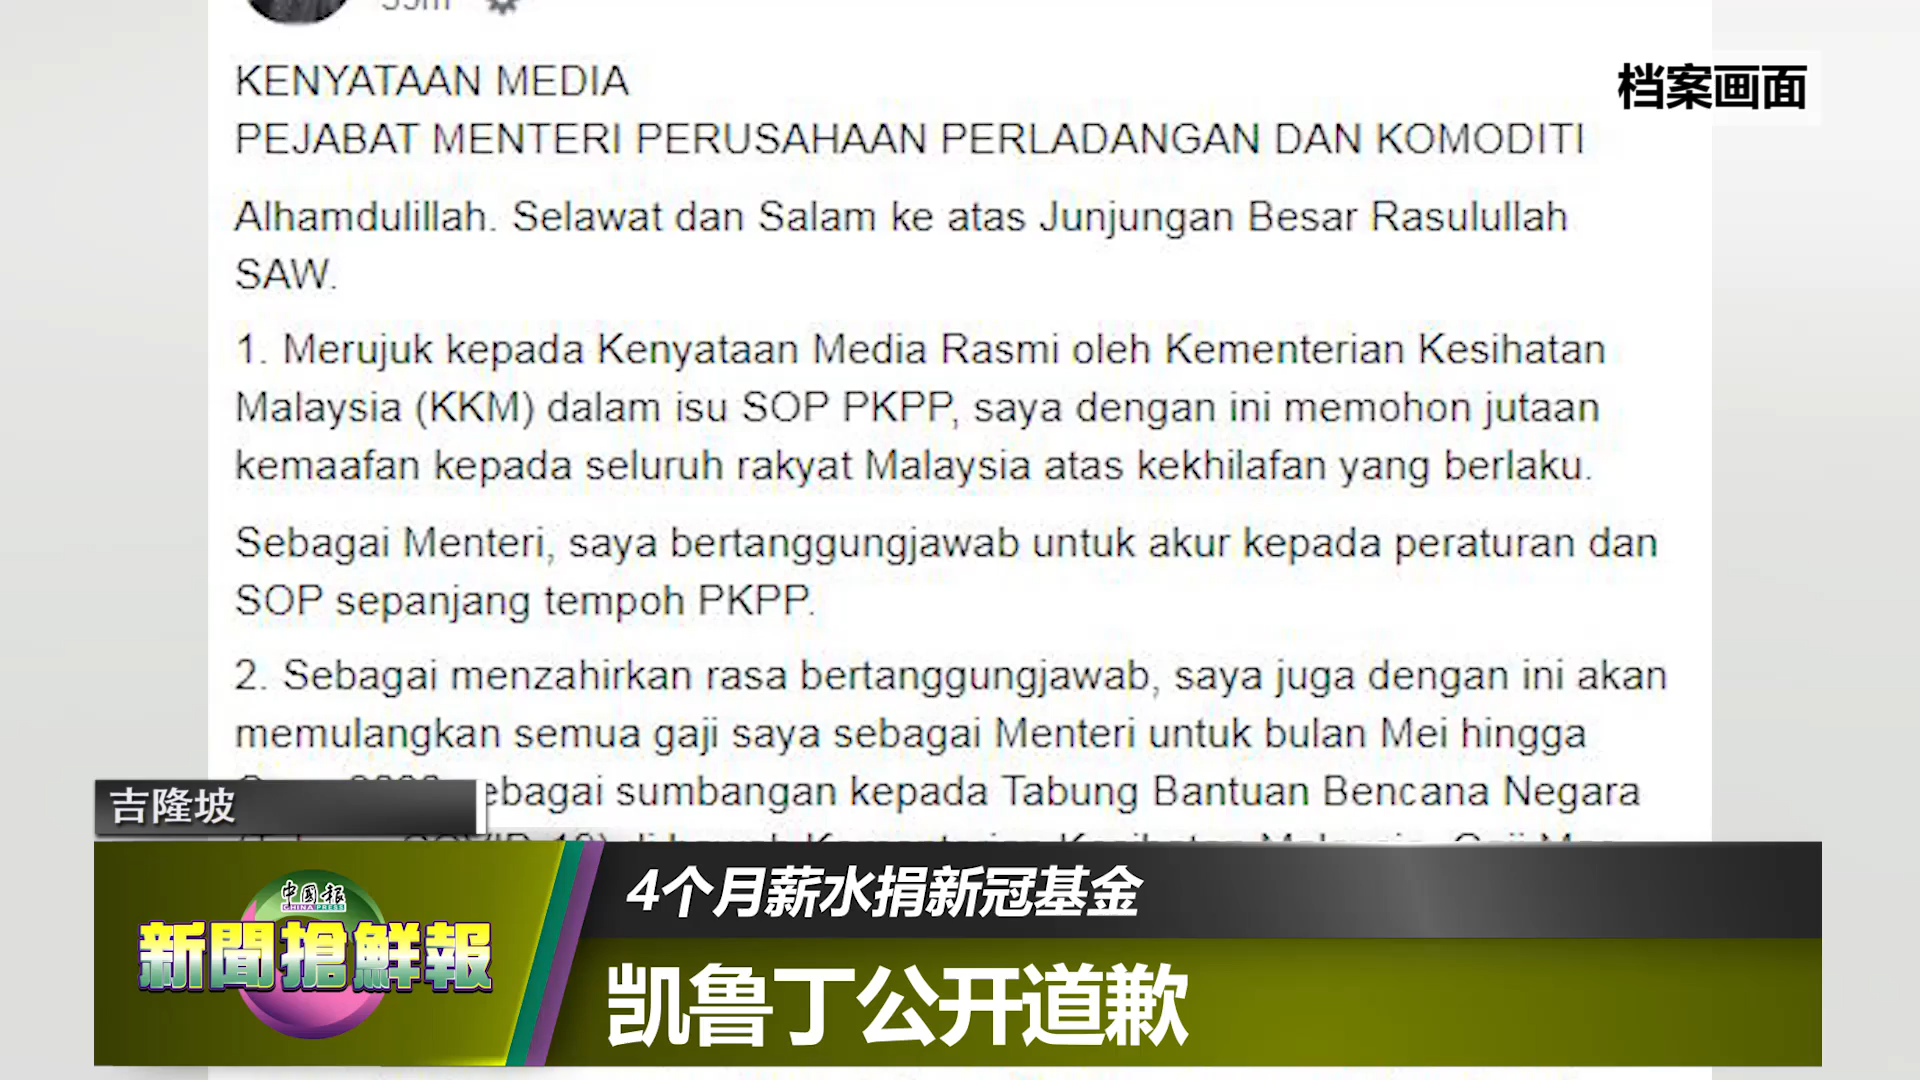 档案画面
KENYATAAN MEDIA
PEJABAT MENTERI PERUSAHAAN PERLADANGAN DAN KOMODITI
Alhamdulillah. Selawat dan Salam ke atas Junjungan Besar Rasulullah
SAW.
1. Merujuk kepada Kenyataan Media Rasmi oleh Kementerian Kesihatan
Malaysia (KKM) dalam isu SOP PKPP, saya dengan ini memohon jutaan
kemaafan kepada seluruh rakyat Malaysia atas kekhilafan yang berlaku.
Sebagai Menteri, saya bertanggungjawab untuk akur kepada peraturan dan
SOP sepanjang tempoh PKPP.
2. Sebagai menzahirkan rasa bertanggungjawab, saya juga dengan ini akan
memulangkan semua gaji saya sebagai Menteri untuk bulan Mei hingga
sumbangan kepada Tabung Bantuan Bencana Negara
吉隆坡
4个月薪水捐新冠基金
中國報
CHINA PRESS
新聞搶鮮報
凯鲁丁公开道歉